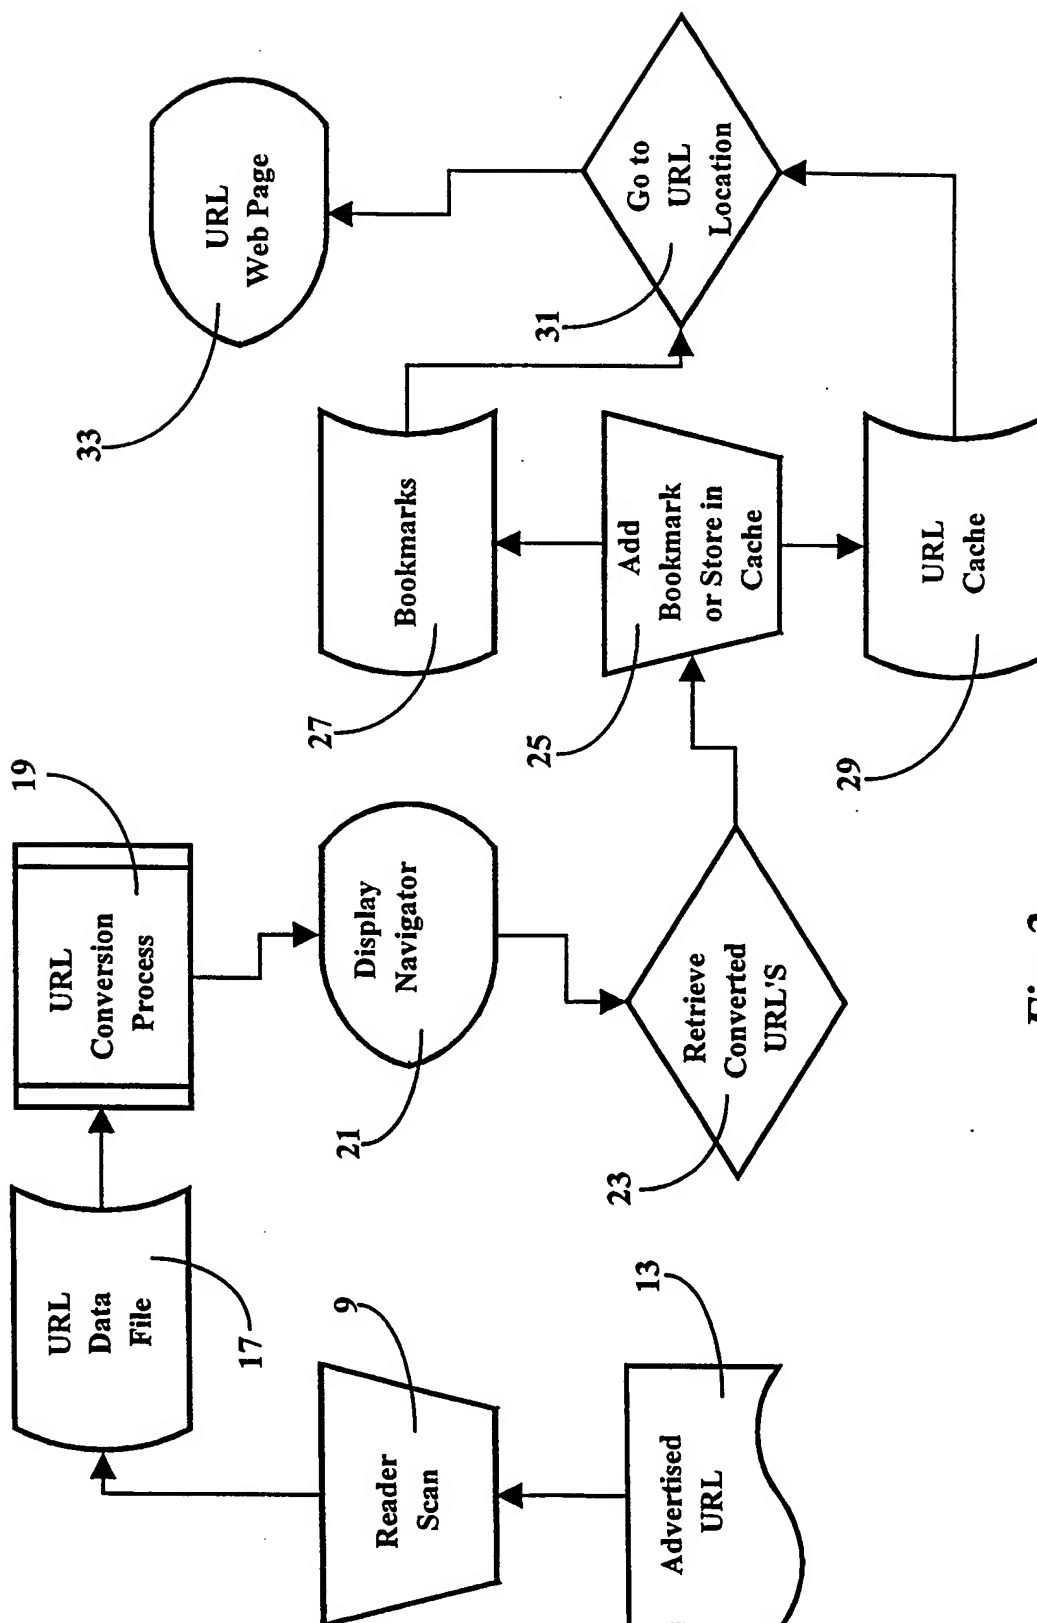 Advertised
URL
13
Reader
Scan
9
URL
Data
File
17
URL
Conversion
Process
19
Display
Navigator
21
Retrieve
Converted
URL'S
23
Add
Bookmark
or Store in
Cache
25
Bookmarks
27
URL
Cache
29
Go to
URL
Location
31
URL
Web Page
33